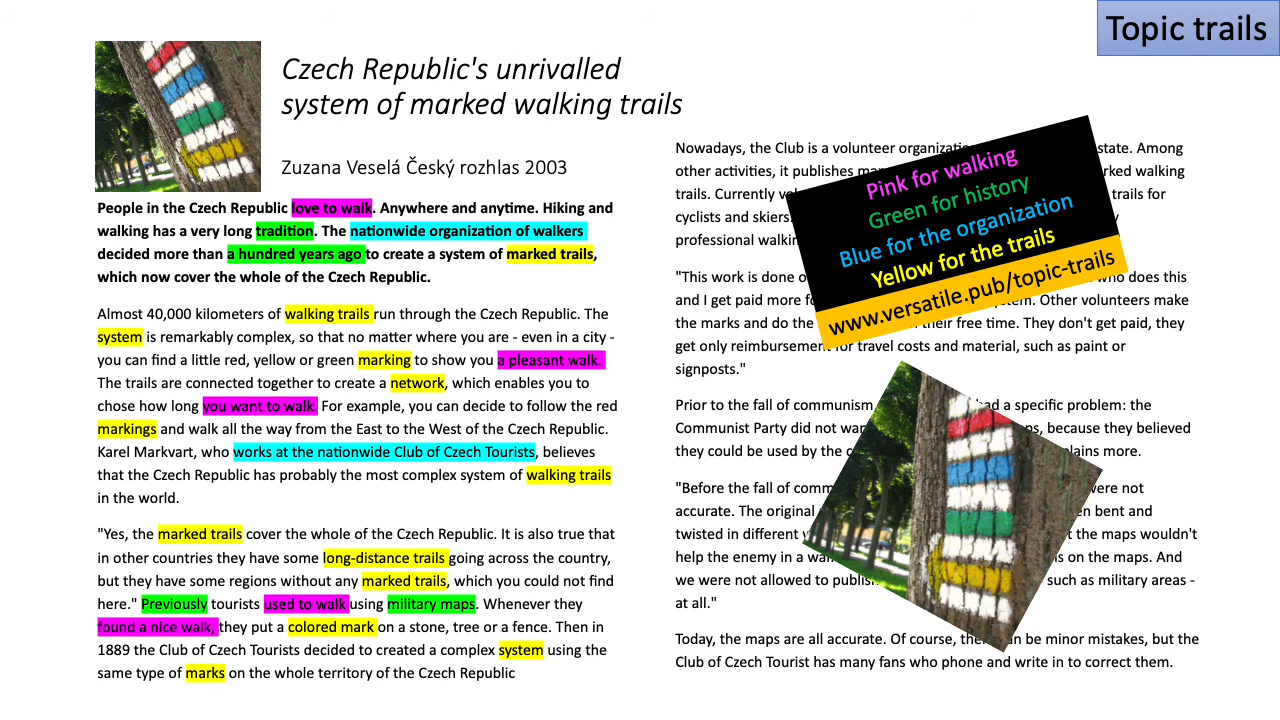 Topic trails
Czech Republic's unrivalled
system of marked walking trails
Zuzana Veselá Český rozhlas 2003
People in the Czech Republic love to walk. Anywhere and anytime. Hiking and
walking has a very long tradition. The nationwide organization of walkers
decided more than a hundred years ago to create a system of marked trails,
which now cover the whole of the Czech Republic.
Almost 40,000 kilometers of walking trails run through the Czech Republic. The
system is remarkably complex, so that no matter where you are - even in a city -
you can find a little red, yellow or green marking to show you a pleasant walk.
The trails are connected together to create a network, which enables you to
chose how long you want to walk. For example, you can decide to follow the red
markings and walk all the way from the East to the West of the Czech Republic.
Karel Markvart, who works at the nationwide Club of Czech Tourists, believes
that the Czech Republic has probably the most complex system of walking trails
in the world.
"Yes, the marked trails cover the whole of the Czech Republic. It is also true that
in other countries they have some long-distance trails going across the country,
but they have some regions without any marked trails, which you could not find
here." Previously tourists used to walk using military maps. Whenever they
found a nice walk, they put a colored mark on a stone, tree or a fence. Then in
1889 the Club of Czech Tourists decided to created a complex system using the
same type of marks on the whole territory of the Czech Republic
Nowadays, the Club is a volunteer state. Among
other activities, it publishes walking
trails. Currently trails for
cyclists and skiers.
professional
"This work is done who does this
and I get paid more Other volunteers make
the marks and do the their free time. They don't get paid, they
get only reimbursement for travel costs and material, such as paint or
signposts."
Prior to the fall of communism had a specific problem: the
Communist Party did not because they believed
they could be used by the more.
"Before the fall of were not
accurate. The original bent and
twisted in different the maps wouldn't
help the enemy in a on the maps. And
we were not allowed to such as military areas -
at all."
Today, the maps are all accurate. Of course, can be minor mistakes, but the
Club of Czech Tourist has many fans who phone and write in to correct them.
Pink for walking
Green for history
Blue for the organization
Yellow for the trails
www.versatile.pub/topic-trails